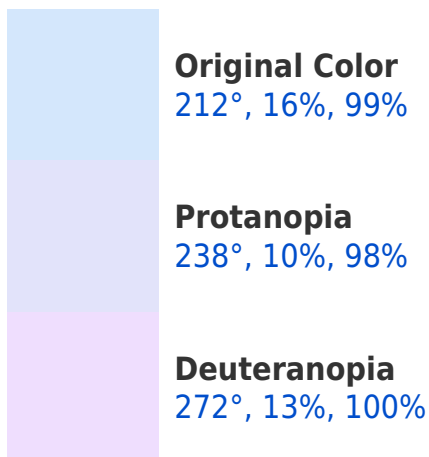 Original Color
212°, 16%, 99%
Protanopia
238°, 10%, 98%
Deuteranopia
272°, 13%, 100%